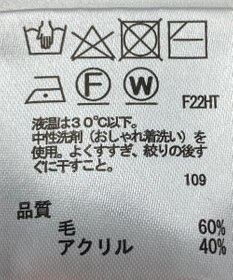 F W
F22HT
液温は30℃以下。
中性洗剤（おしゃれ着洗い）を
使用。よくすすぎ、絞りの後す
ぐに干すこと。
109
品質
毛 60%
アクリル 40%